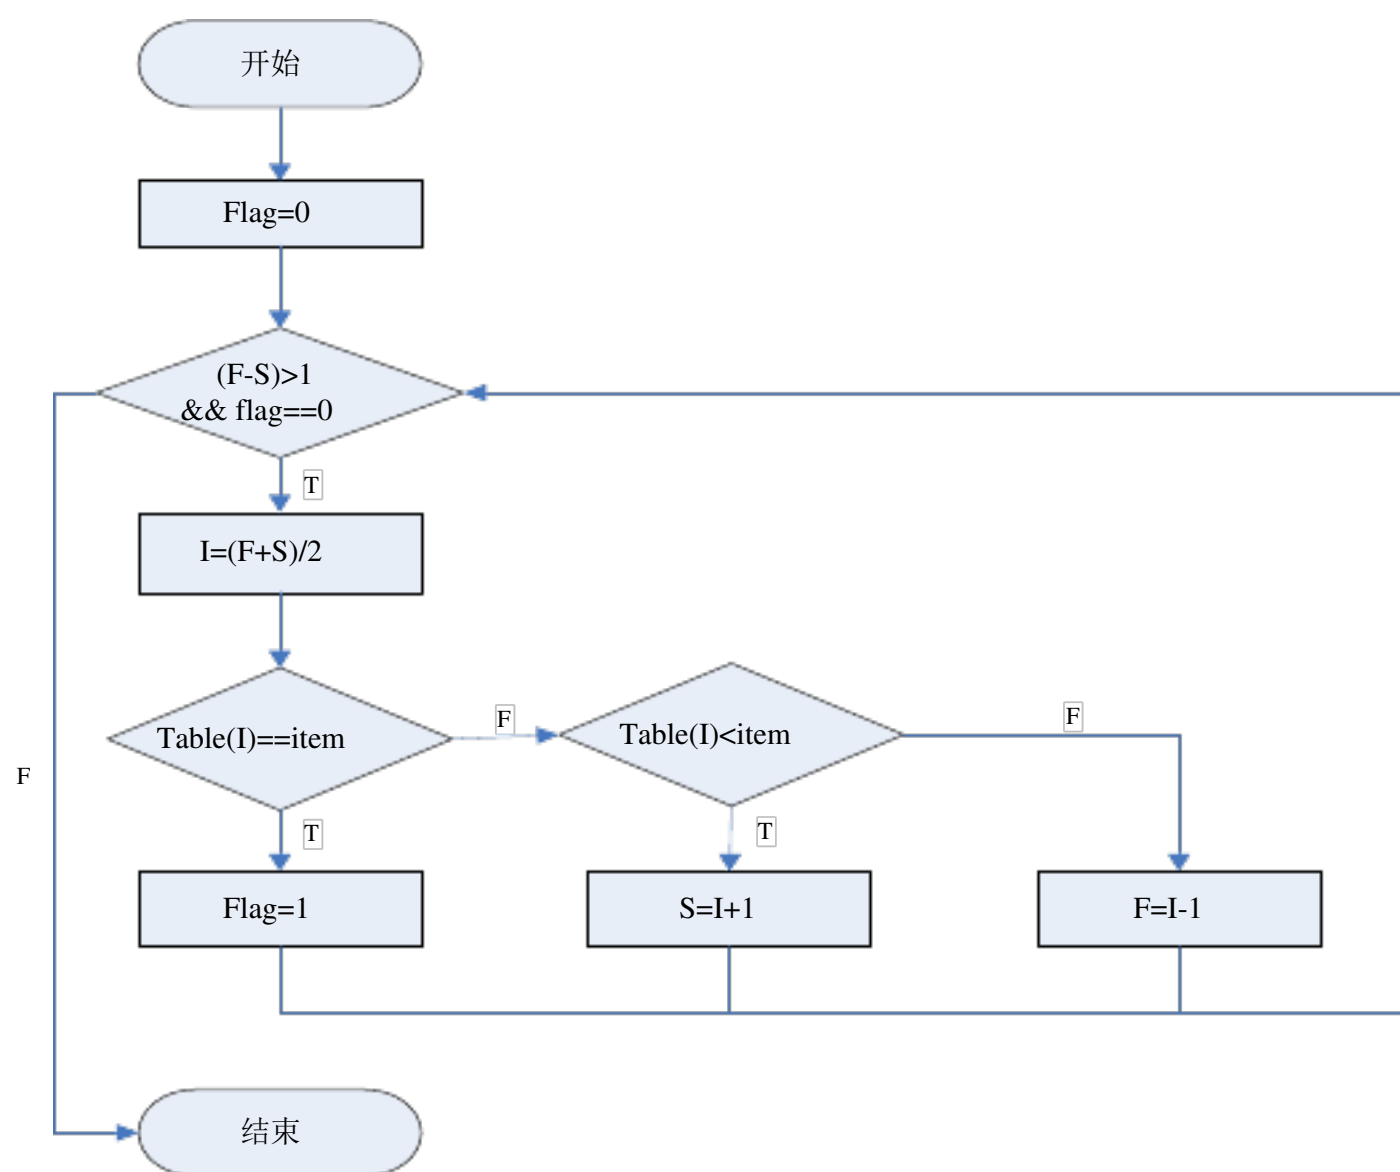 开始
Flag=0
(F-S)>1
&& flag==0
T
I=(F+S)/2
Table(I)==item
F
Table(I)<item
F
F
T
T
Flag=1
S=I+1
F=I-1
结束